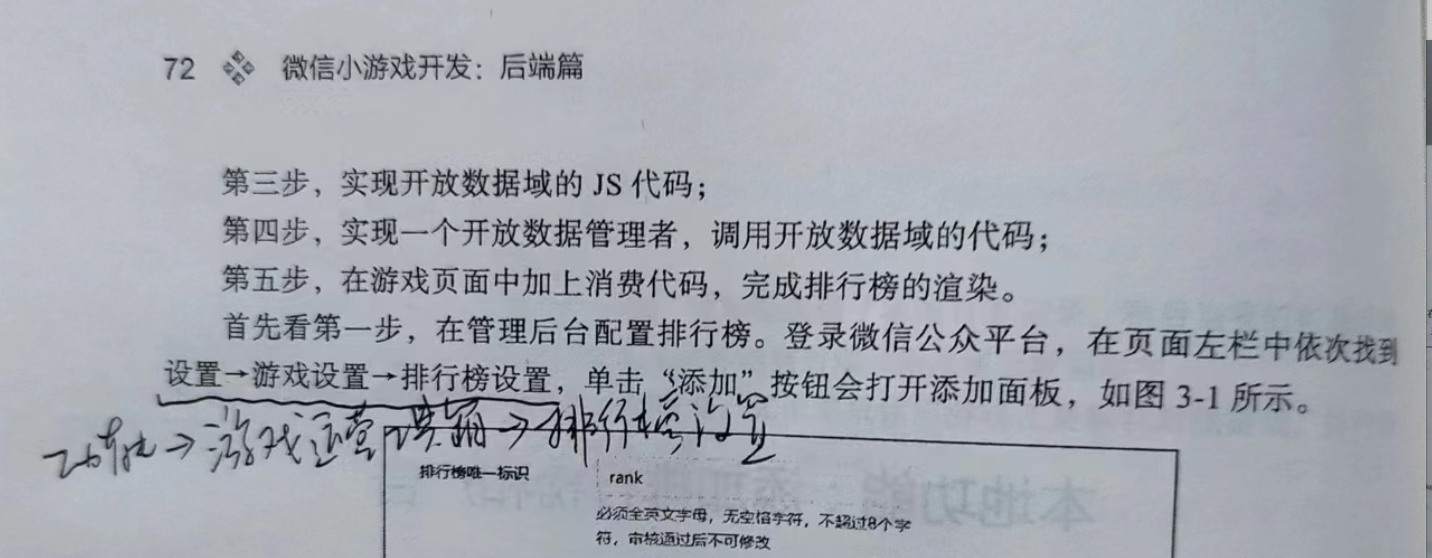 72 微信小游戏开发：后端篇
第三步，实现开放数据域的 JS 代码；
第四步，实现一个开放数据管理者，调用开放数据域的代码；
第五步，在游戏页面中加上消费代码，完成排行榜的渲染。
首先看第一步，在管理后台配置排行榜。登录微信公众平台，在页面左栏中依次找到
设置→游戏设置→排行榜设置，单击“添加”按钮会打开添加面板，如图 3-1 所示。
功能→游戏运营→排行榜设置
排行榜唯一标识 rank
必须全英文字母，无空格字符，不超过8个字
符，审核通过后不可修改